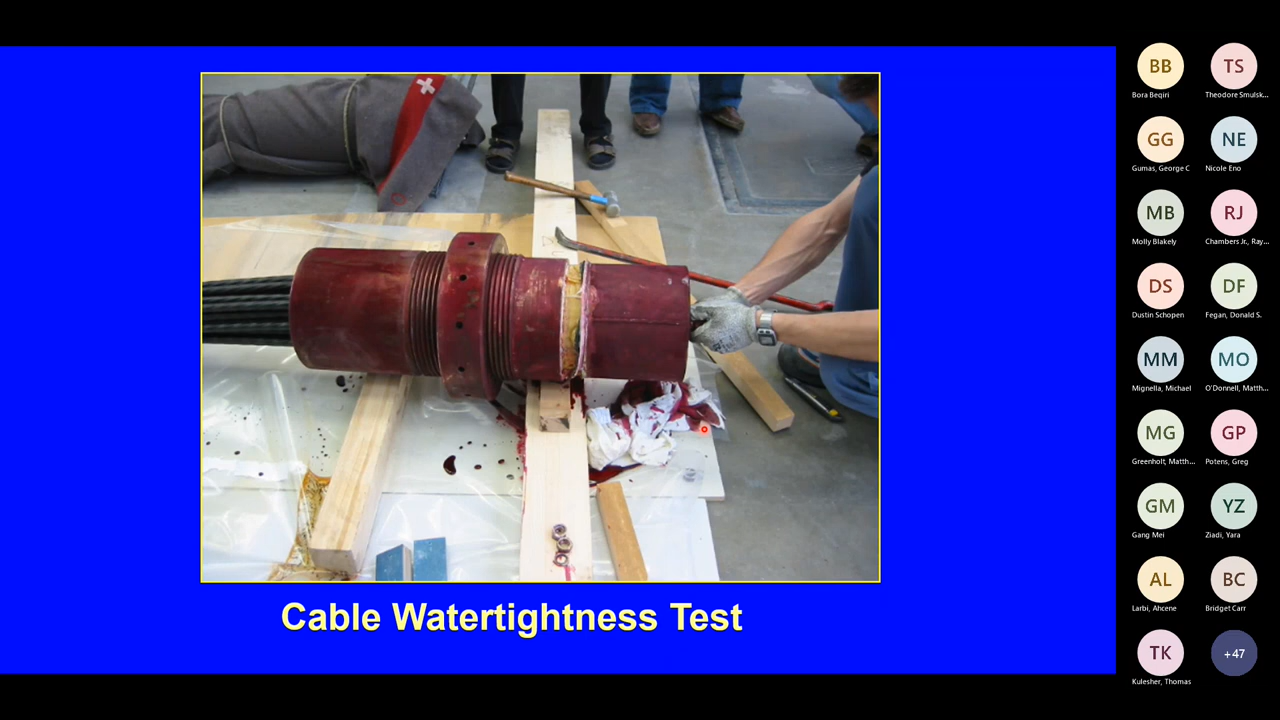 Cable Watertightness Test
BB
TS
Bora Beqiri
Theodore Smulsk...
GG
NE
Gumas, George C
Nicole Eno
MB
RJ
Molly Blakely
Chambers Jr., Ray...
DS
DF
Dustin Schopen
Fegan, Donald S.
MM
MO
Mignella, Michael
O'Donnell, Matth...
MG
GP
Greenholt, Matth...
Potens, Greg
GM
YZ
Gang Mei
Ziadi, Yara
AL
BC
Larbi, Ahcene
Bridget Carr
TK
+47
Kulesher, Thomas